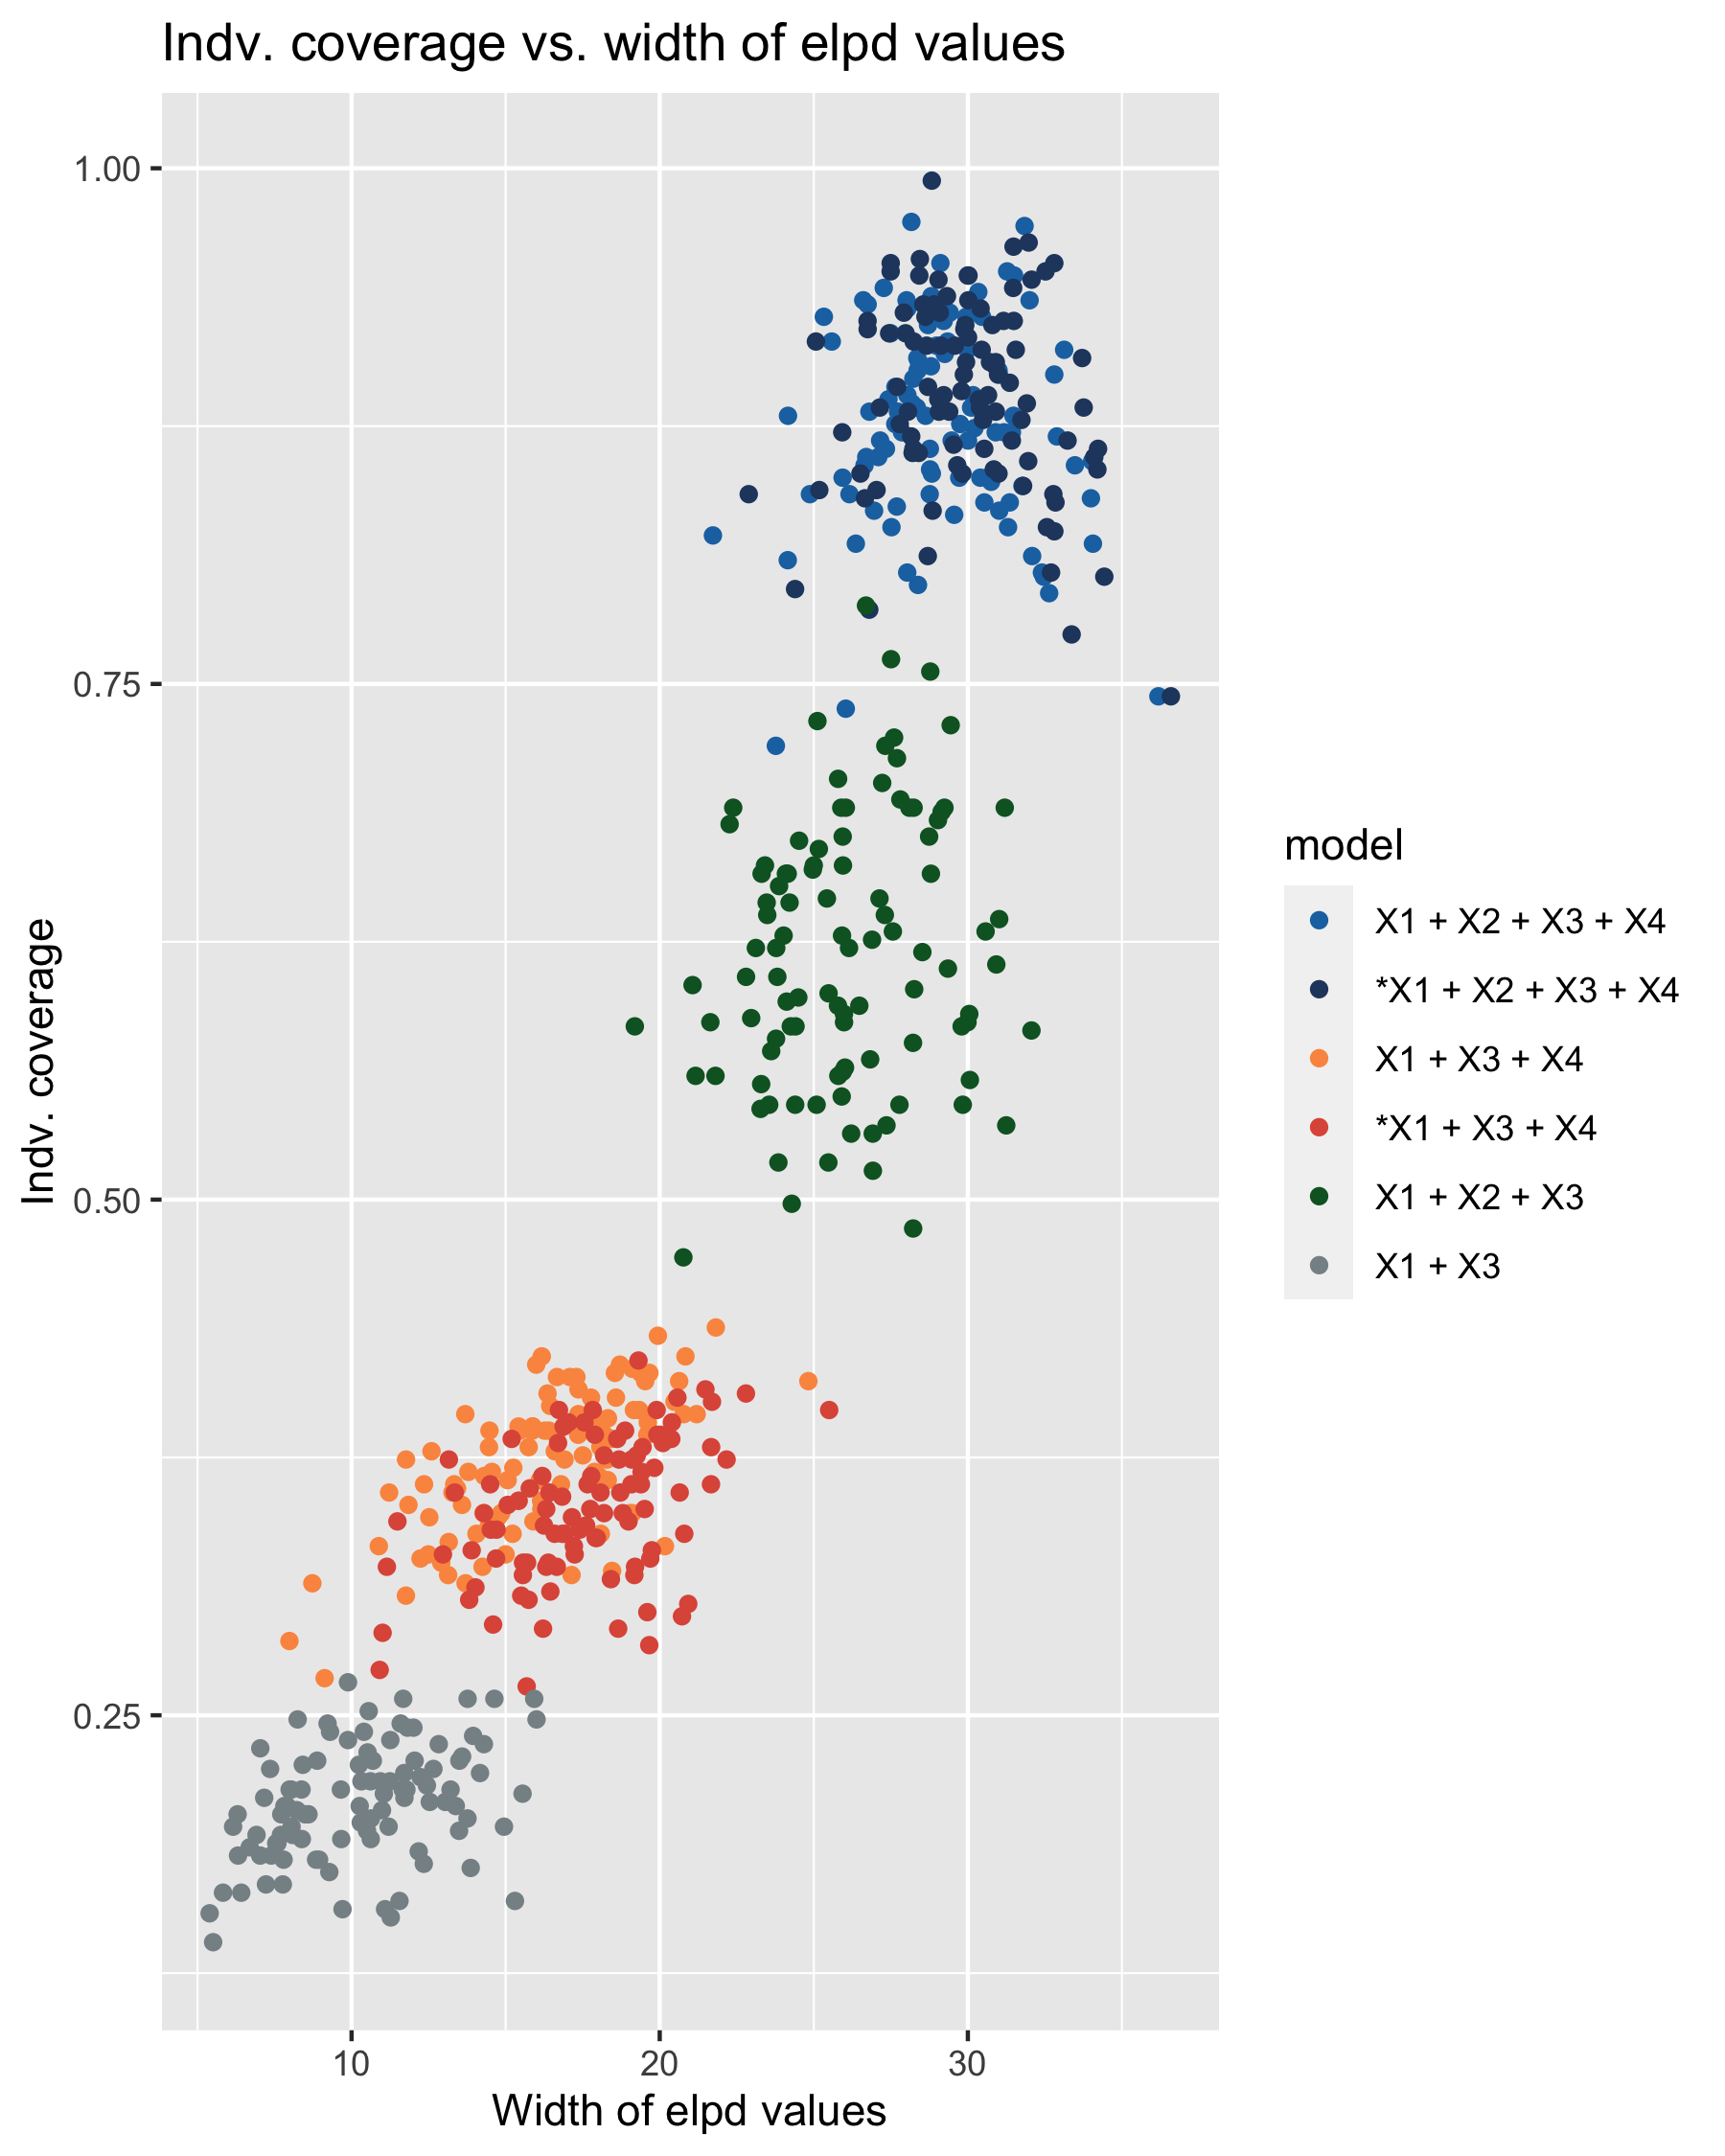 Indv. coverage vs. width of elpd values
1.00
0.75
0.50
0.25
Indv. coverage
10 20 30
Width of elpd values
model
X1 + X2 + X3 + X4
*X1 + X2 + X3 + X4
X1 + X3 + X4
*X1 + X3 + X4
X1 + X2 + X3
X1 + X3